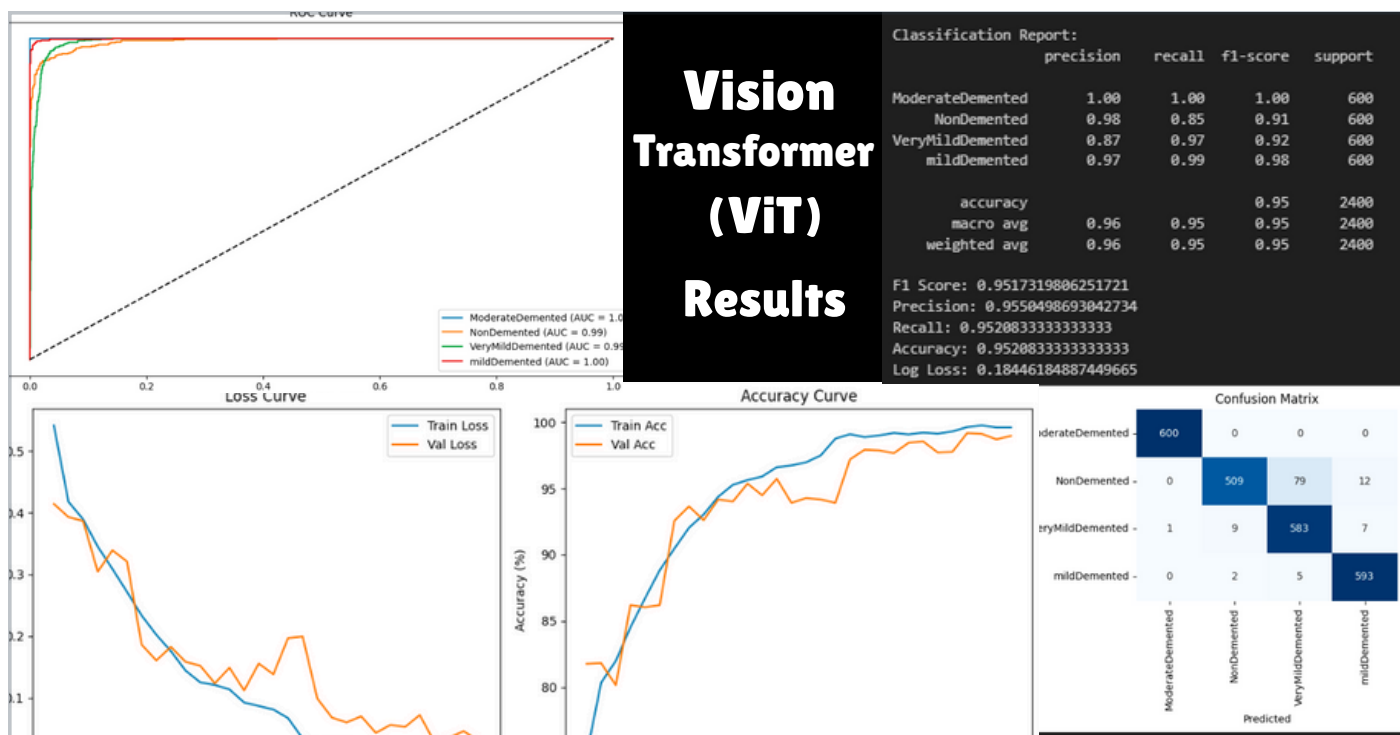 ROC Curve
ModerateDemented (AUC = 1.0
NonDemented (AUC = 0.99)
VeryMildDemented (AUC = 0.99
mildDemented (AUC = 1.00)
0.0 0.2 0.4 0.6 0.8 1.0
Vision
Transformer
(ViT)
Results
Classification Report:
precision recall f1-score support
ModerateDemented 1.00 1.00 1.00 600
NonDemented 0.98 0.85 0.91 600
VeryMildDemented 0.87 0.97 0.92 600
mildDemented 0.97 0.99 0.98 600
accuracy 0.95 2400
macro avg 0.96 0.95 0.95 2400
weighted avg 0.96 0.95 0.95 2400
F1 Score: 0.9517319806251721
Precision: 0.9550498693042734
Recall: 0.9520833333333333
Accuracy: 0.9520833333333333
Log Loss: 0.18446184887449665
Loss Curve
Train Loss
Val Loss
0.5
0.4
0.3
0.2
0.1
Accuracy Curve
Train Acc
Val Acc
100
95
90
85
80
Accuracy (%)
Confusion Matrix
oderateDemented 600 0 0 0
NonDemented 0 509 79 12
eryMildDemented 1 9 583 7
mildDemented 0 2 5 593
ModerateDemented
NonDemented
VeryMildDemented
mildDemented
Predicted